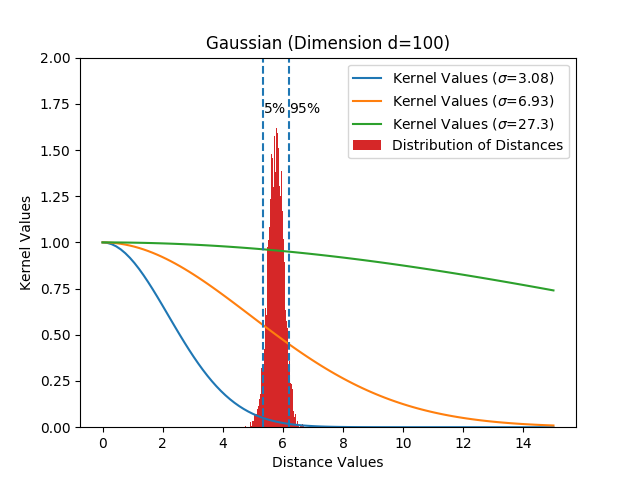 Gaussian (Dimension d=100)
2.00
1.75
1.50
1.25
1.00
0.75
0.50
0.25
0.00
Kernel Values
Kernel Values (σ=3.08)
Kernel Values (σ=6.93)
Kernel Values (σ=27.3)
Distribution of Distances
5% 95%
0 2 4 6 8 10 12 14
Distance Values